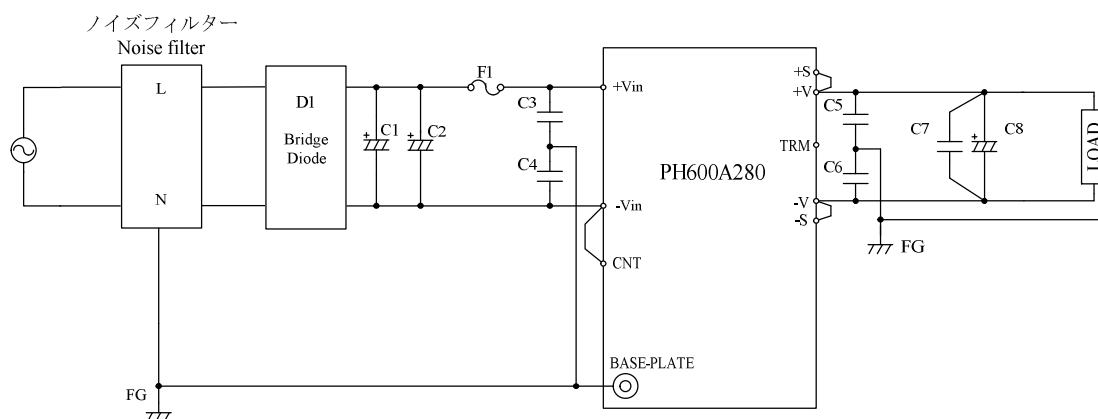 ノイズフィルター
Noise filter
L
N
D1
Bridge
Diode
C1
C2
F1
C3
C4
+Vin
-Vin
CNT
PH600A280
BASE-PLATE
+S
+V
TRM
-V
-S
C5
C6
C7
C8
LOAD
FG
FG